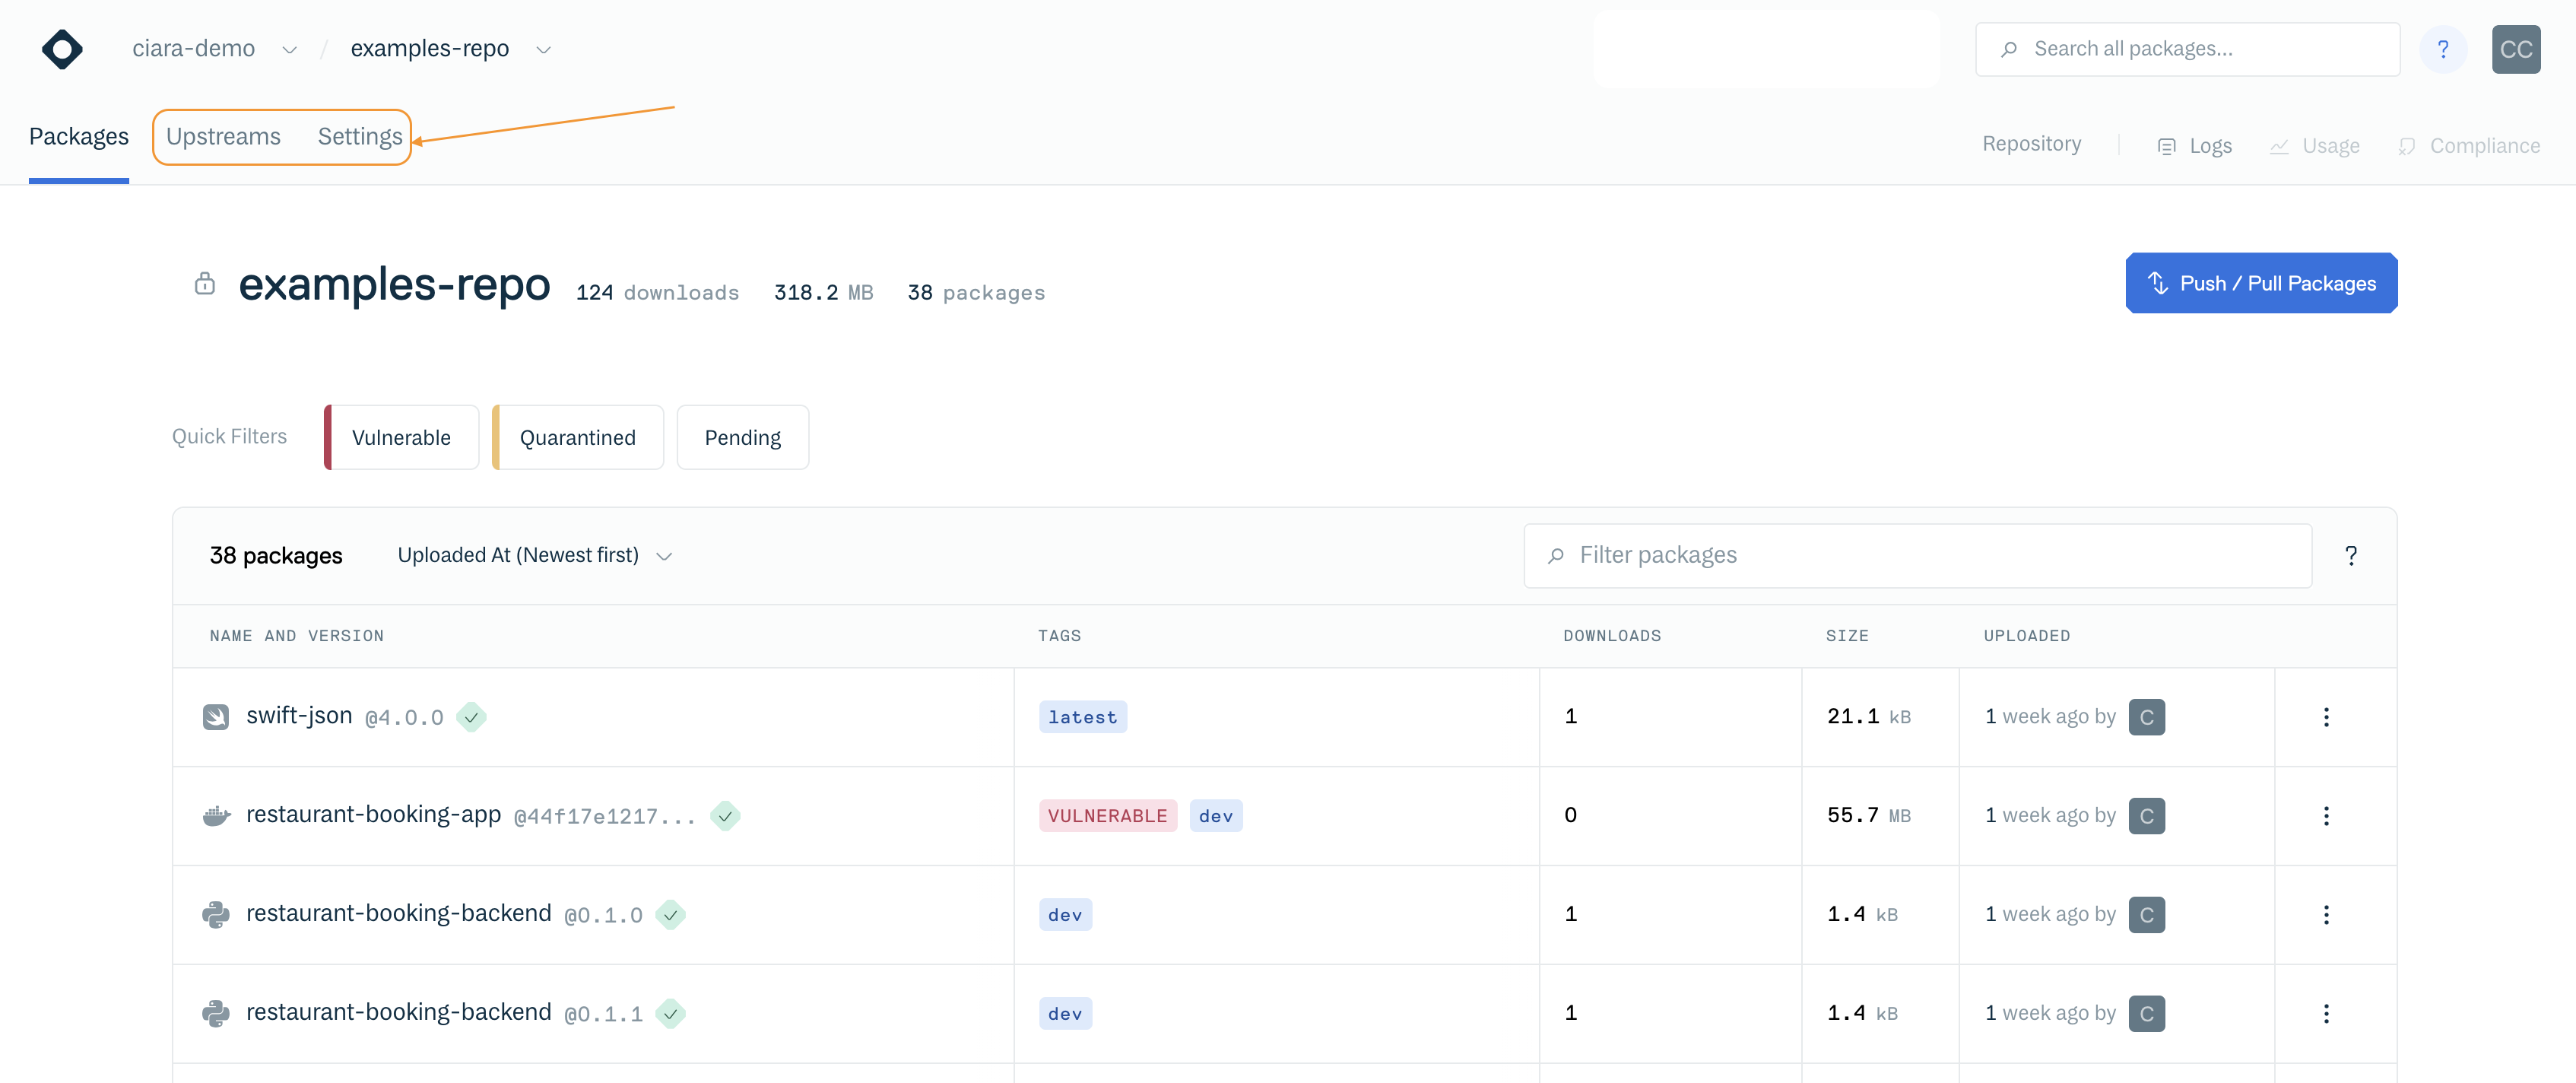 ciara-demo / examples-repo Search all packages... ? CC
Packages Upstreams Settings Repository Logs Usage Compliance
examples-repo 124 downloads 318.2 MB 38 packages Push / Pull Packages
Quick Filters Vulnerable Quarantined Pending
38 packages Uploaded At (Newest first) Filter packages ?
NAME AND VERSION TAGS DOWNLOADS SIZE UPLOADED
swift-json @4.0.0 latest 1 21.1 kB 1 week ago by C
restaurant-booking-app @44f17e1217... VULNERABLE dev 0 55.7 MB 1 week ago by C
restaurant-booking-backend @0.1.0 dev 1 1.4 kB 1 week ago by C
restaurant-booking-backend @0.1.1 dev 1 1.4 kB 1 week ago by C